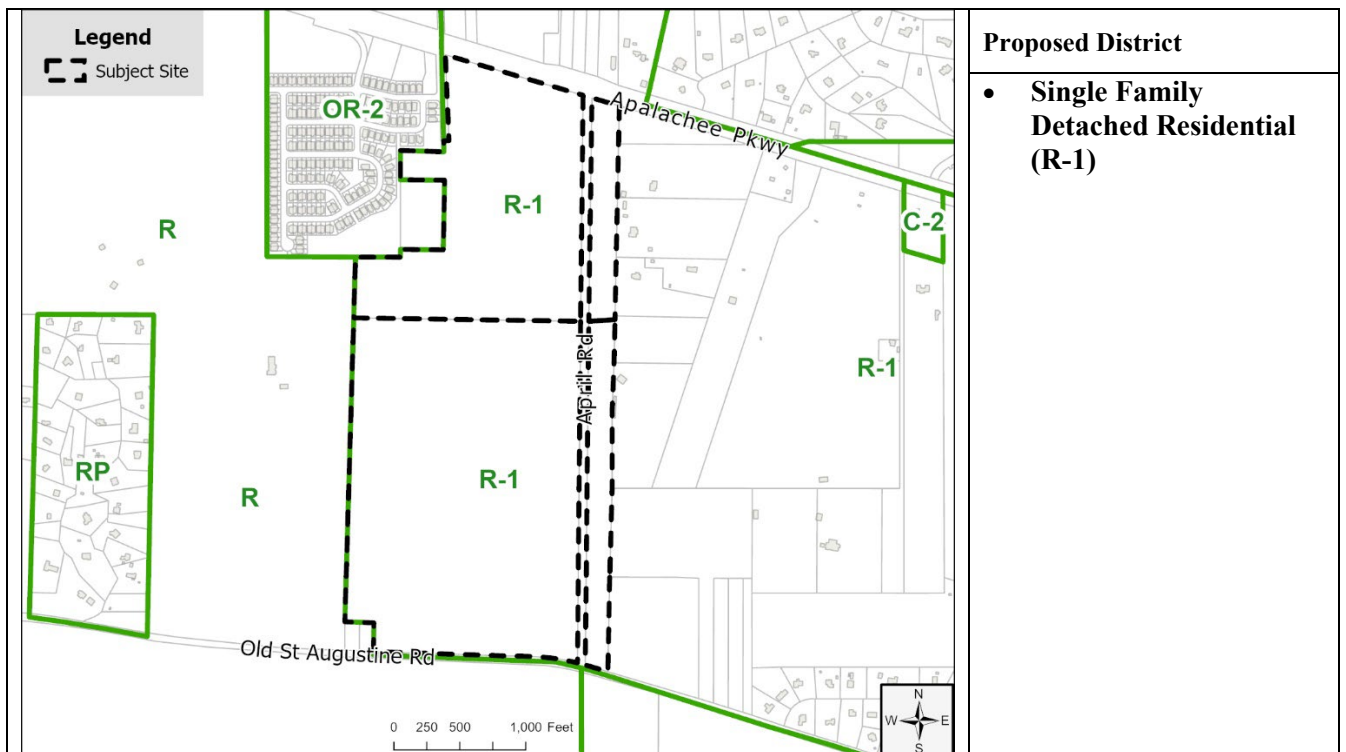 Legend
Subject Site
OR-2
Apalachee Pkwy
R-1
C-2
R
R-1
April Rd
RP
R
R-1
Old St Augustine Rd
0 250 500 1,000 Feet
N
W E
S
Proposed District
• Single Family
Detached Residential
(R-1)